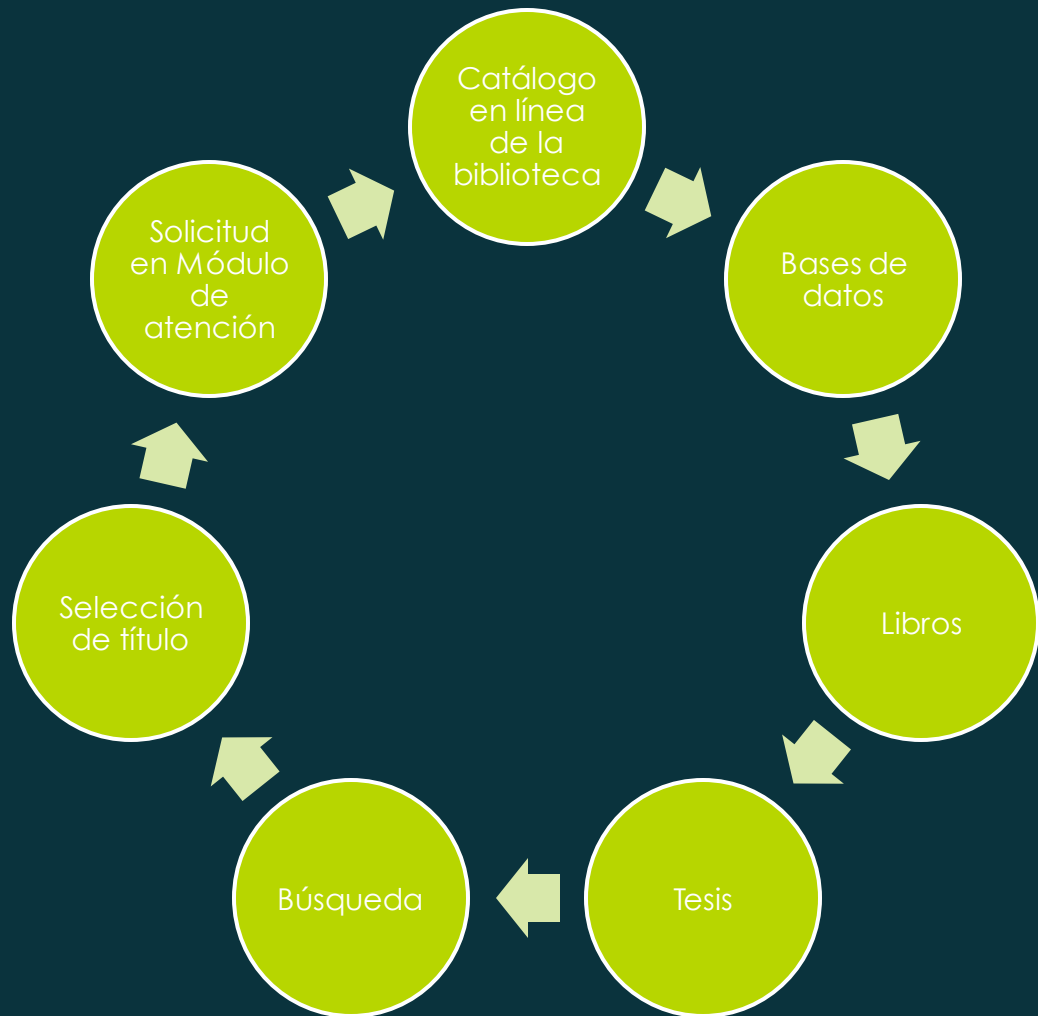 Catálogo
en línea
de la
biblioteca
Bases de
datos
Libros
Tesis
Búsqueda
Selección
de título
Solicitud
en Módulo
de
atención